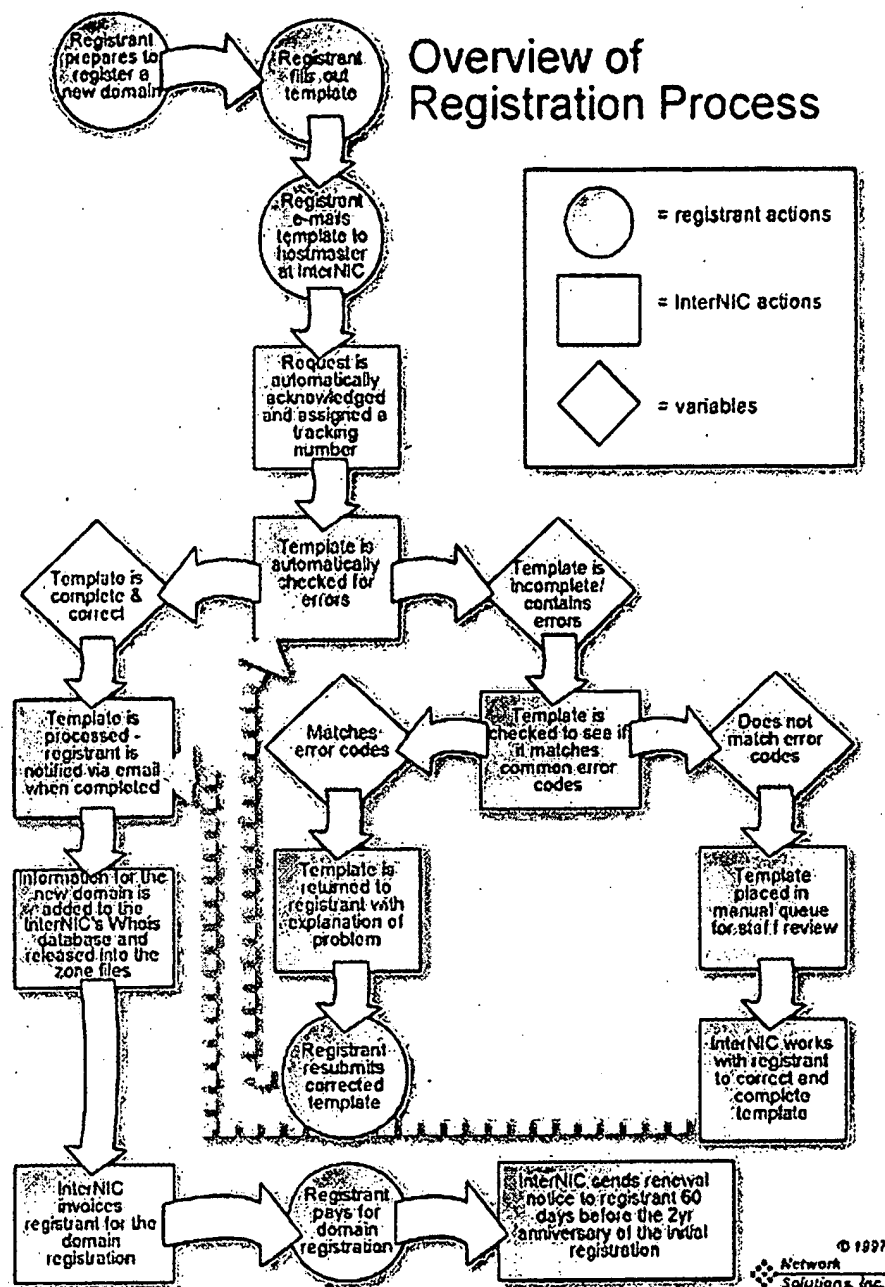 Overview of
Registration Process
Registrant
prepares to
register a
new domain
Registrant
fills out
template
Registrant
e-mails
template to
hostmaster
at InterNIC
= registrant actions
= InterNIC actions
= variables
Request is
automatically
acknowledged
and assigned a
tracking
number
Template is
automatically
checked for
errors
Template is
complete &
correct
Template is
incomplete/
contains
errors
Template is
processed -
registrant is
notified via email
when completed
Matches
error codes
Template is
checked to see if
it matches
common error
codes
Does not
match error
codes
Information for the
new domain is
added to the
InterNIC's Whois
database and
released into the
zone files
Template is
returned to
registrant with
explanation of
problem
Template
placed in
manual queue
for staff review
Registrant
resubmits
corrected
template
InterNIC works
with registrant
to correct and
complete
template
InterNIC
invoices
registrant for the
domain
registration
Registrant
pays for
domain
registration
InterNIC sends renewal
notice to registrant 60
days before the 2yr
anniversary of the initial
registration
© 1997
Network
Solutions, Inc.